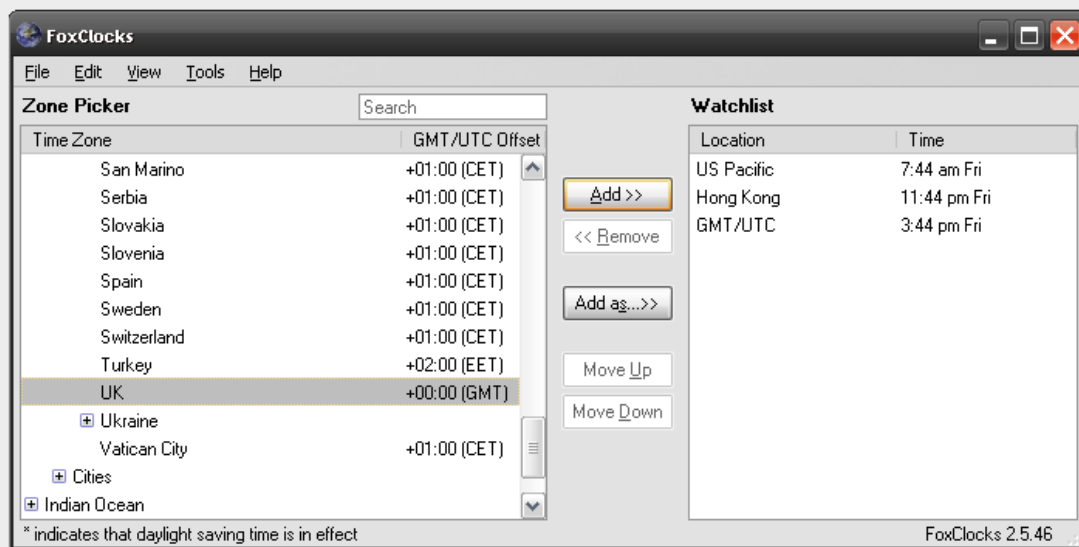 FoxClocks
File Edit View Tools Help
Zone Picker
Search
Time Zone GMT/UTC Offset
San Marino +01:00 (CET)
Serbia +01:00 (CET)
Slovakia +01:00 (CET)
Slovenia +01:00 (CET)
Spain +01:00 (CET)
Sweden +01:00 (CET)
Switzerland +01:00 (CET)
Turkey +02:00 (EET)
UK +00:00 (GMT)
Ukraine
Vatican City +01:00 (CET)
Cities
Indian Ocean
* indicates that daylight saving time is in effect
Add >>
<< Remove
Add as...>>
Move Up
Move Down
Watchlist
Location Time
US Pacific 7:44 am Fri
Hong Kong 11:44 pm Fri
GMT/UTC 3:44 pm Fri
FoxClocks 2.5.46